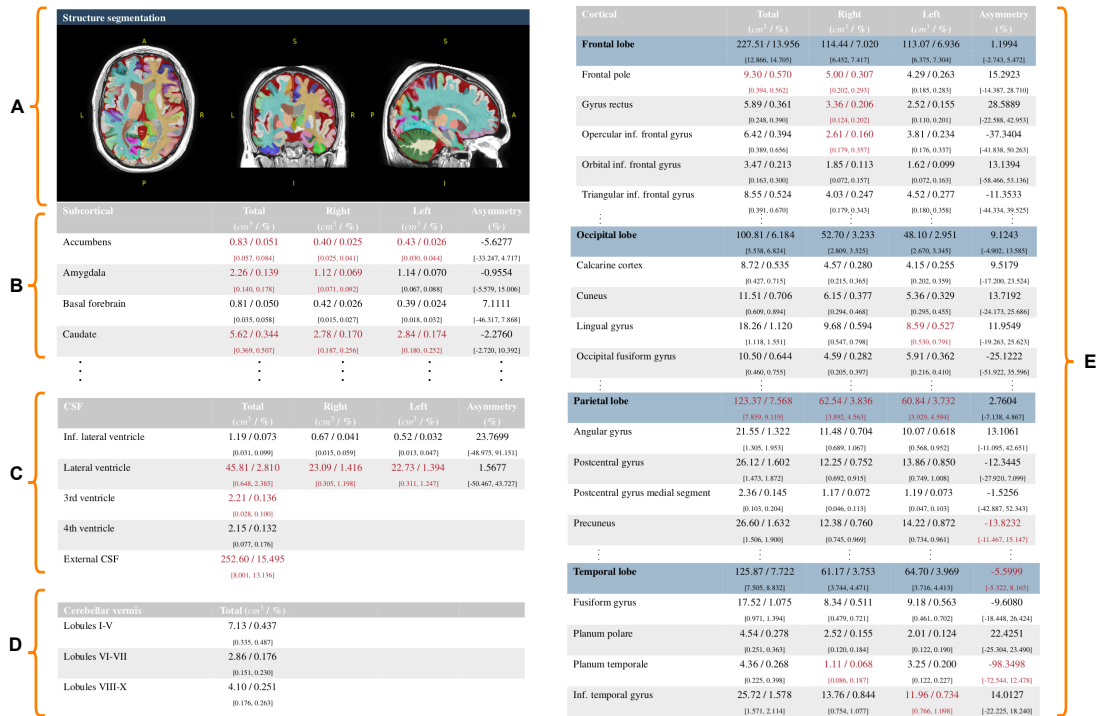 A
Structure segmentation
A S S
L R L R P A
P I I
B
Subcortical Total Right Left Asymmetry
(cm³ / %) (cm³ / %) (cm³ / %) (%)
Accumbens 0.83 / 0.051 0.40 / 0.025 0.43 / 0.026 -5.6277
[0.057, 0.084] [0.025, 0.041] [0.030, 0.044] [-33.247, 4.717]
Amygdala 2.26 / 0.139 1.12 / 0.069 1.14 / 0.070 -0.9554
[0.140, 0.178] [0.071, 0.092] [0.067, 0.088] [-5.579, 15.006]
Basal forebrain 0.81 / 0.050 0.42 / 0.026 0.39 / 0.024 7.1111
[0.035, 0.058] [0.015, 0.027] [0.018, 0.032] [-46.317, 7.868]
Caudate 5.62 / 0.344 2.78 / 0.170 2.84 / 0.174 -2.2760
[0.369, 0.507] [0.187, 0.256] [0.180, 0.252] [-2.720, 10.392]
C
CSF Total Right Left Asymmetry
(cm³ / %) (cm³ / %) (cm³ / %) (%)
Inf. lateral ventricle 1.19 / 0.073 0.67 / 0.041 0.52 / 0.032 23.7699
[0.031, 0.099] [0.015, 0.059] [0.013, 0.047] [-48.975, 91.151]
Lateral ventricle 45.81 / 2.810 23.09 / 1.416 22.73 / 1.394 1.5677
[0.648, 2.385] [0.305, 1.198] [0.311, 1.247] [-50.467, 43.727]
3rd ventricle 2.21 / 0.136
[0.028, 0.100]
4th ventricle 2.15 / 0.132
[0.077, 0.176]
External CSF 252.60 / 15.495
[8.001, 13.136]
D
Cerebellar vermis Total (cm³ / %)
Lobules I-V 7.13 / 0.437
[0.335, 0.487]
Lobules VI-VII 2.86 / 0.176
[0.151, 0.230]
Lobules VIII-X 4.10 / 0.251
[0.176, 0.263]
E
Cortical Total Right Left Asymmetry
(cm³ / %) (cm³ / %) (cm³ / %) (%)
Frontal lobe 227.51 / 13.956 114.44 / 7.020 113.07 / 6.936 1.1994
[12.866, 14.705] [6.452, 7.417] [6.375, 7.304] [-2.743, 5.472]
Frontal pole 9.30 / 0.570 5.00 / 0.307 4.29 / 0.263 15.2923
[0.394, 0.562] [0.202, 0.293] [0.185, 0.283] [-14.387, 28.710]
Gyrus rectus 5.89 / 0.361 3.36 / 0.206 2.52 / 0.155 28.5889
[0.248, 0.390] [0.124, 0.202] [0.110, 0.201] [-22.588, 42.953]
Opercular inf. frontal gyrus 6.42 / 0.394 2.61 / 0.160 3.81 / 0.234 -37.3404
[0.389, 0.656] [0.179, 0.357] [0.176, 0.337] [-41.838, 50.263]
Orbital inf. frontal gyrus 3.47 / 0.213 1.85 / 0.113 1.62 / 0.099 13.1394
[0.163, 0.300] [0.072, 0.157] [0.072, 0.163] [-58.466, 53.136]
Triangular inf. frontal gyrus 8.55 / 0.524 4.03 / 0.247 4.52 / 0.277 -11.3533
[0.391, 0.670] [0.179, 0.343] [0.180, 0.358] [-44.334, 39.525]
Occipital lobe 100.81 / 6.184 52.70 / 3.233 48.10 / 2.951 9.1243
[5.538, 6.824] [2.809, 3.525] [2.670, 3.345] [-4.902, 13.585]
Calcarine cortex 8.72 / 0.535 4.57 / 0.280 4.15 / 0.255 9.5179
[0.427, 0.715] [0.215, 0.365] [0.202, 0.359] [-17.200, 23.524]
Cuneus 11.51 / 0.706 6.15 / 0.377 5.36 / 0.329 13.7192
[0.609, 0.894] [0.294, 0.468] [0.295, 0.455] [-24.173, 25.686]
Lingual gyrus 18.26 / 1.120 9.68 / 0.594 8.59 / 0.527 11.9549
[1.118, 1.551] [0.547, 0.798] [0.530, 0.791] [-19.263, 25.623]
Occipital fusiform gyrus 10.50 / 0.644 4.59 / 0.282 5.91 / 0.362 -25.1222
[0.460, 0.755] [0.205, 0.397] [0.216, 0.410] [-51.922, 35.596]
Parietal lobe 123.37 / 7.568 62.54 / 3.836 60.84 / 3.732 2.7604
[7.859, 9.119] [3.892, 4.563] [3.929, 4.594] [-7.138, 4.867]
Angular gyrus 21.55 / 1.322 11.48 / 0.704 10.07 / 0.618 13.1061
[1.305, 1.953] [0.689, 1.067] [0.568, 0.952] [-11.095, 42.651]
Postcentral gyrus 26.12 / 1.602 12.25 / 0.752 13.86 / 0.850 -12.3445
[1.473, 1.872] [0.692, 0.915] [0.749, 1.008] [-27.920, 7.099]
Postcentral gyrus medial segment 2.36 / 0.145 1.17 / 0.072 1.19 / 0.073 -1.5256
[0.103, 0.204] [0.046, 0.113] [0.047, 0.103] [-42.887, 52.343]
Precuneus 26.60 / 1.632 12.38 / 0.760 14.22 / 0.872 -13.8232
[1.506, 1.900] [0.745, 0.969] [0.734, 0.961] [-11.467, 15.147]
Temporal lobe 125.87 / 7.722 61.17 / 3.753 64.70 / 3.969 -5.5999
[7.505, 8.832] [3.744, 4.471] [3.716, 4.413] [-5.322, 8.165]
Fusiform gyrus 17.52 / 1.075 8.34 / 0.511 9.18 / 0.563 -9.6080
[0.971, 1.394] [0.479, 0.721] [0.461, 0.702] [-18.448, 26.424]
Planum polare 4.54 / 0.278 2.52 / 0.155 2.01 / 0.124 22.4251
[0.251, 0.363] [0.120, 0.184] [0.122, 0.190] [-25.304, 23.490]
Planum temporale 4.36 / 0.268 1.11 / 0.068 3.25 / 0.200 -98.3498
[0.225, 0.398] [0.086, 0.187] [0.122, 0.227] [-72.544, 12.478]
Inf. temporal gyrus 25.72 / 1.578 13.76 / 0.844 11.96 / 0.734 14.0127
[1.571, 2.114] [0.754, 1.077] [0.766, 1.098] [-22.225, 18.240]